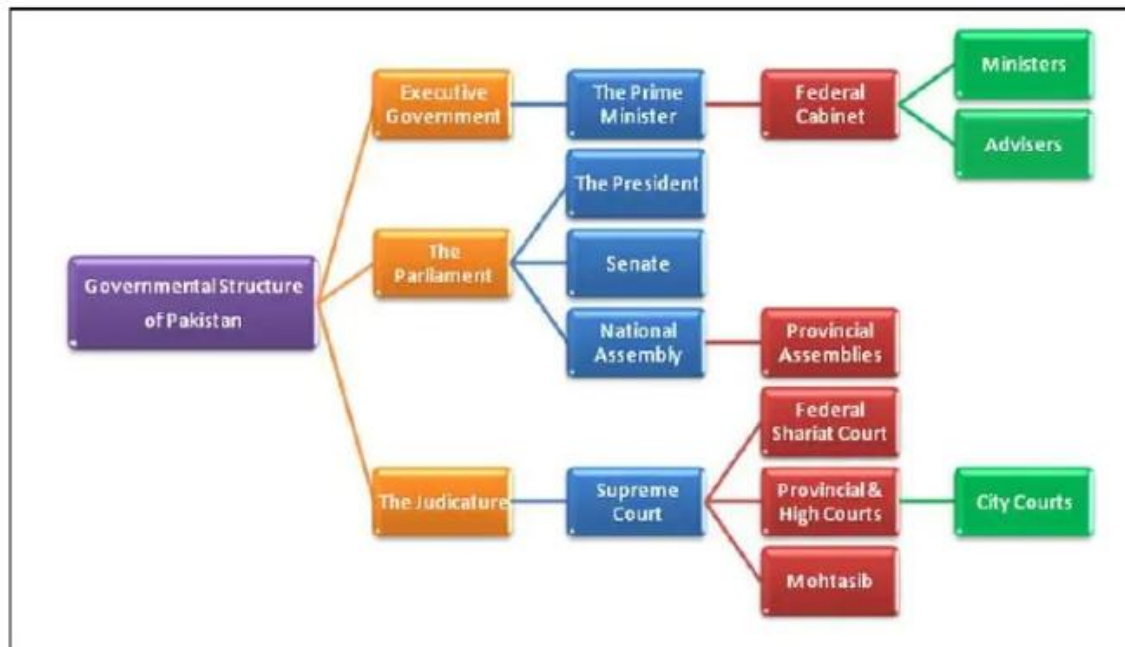 Governmental Structure
of Pakistan
Executive
Government
The Prime
Minister
Federal
Cabinet
Ministers
Advisers
The
Parliament
The President
Senate
National
Assembly
Provincial
Assemblies
The Judicature
Supreme
Court
Federal
Shariat Court
Provincial &
High Courts
City Courts
Mohtasib